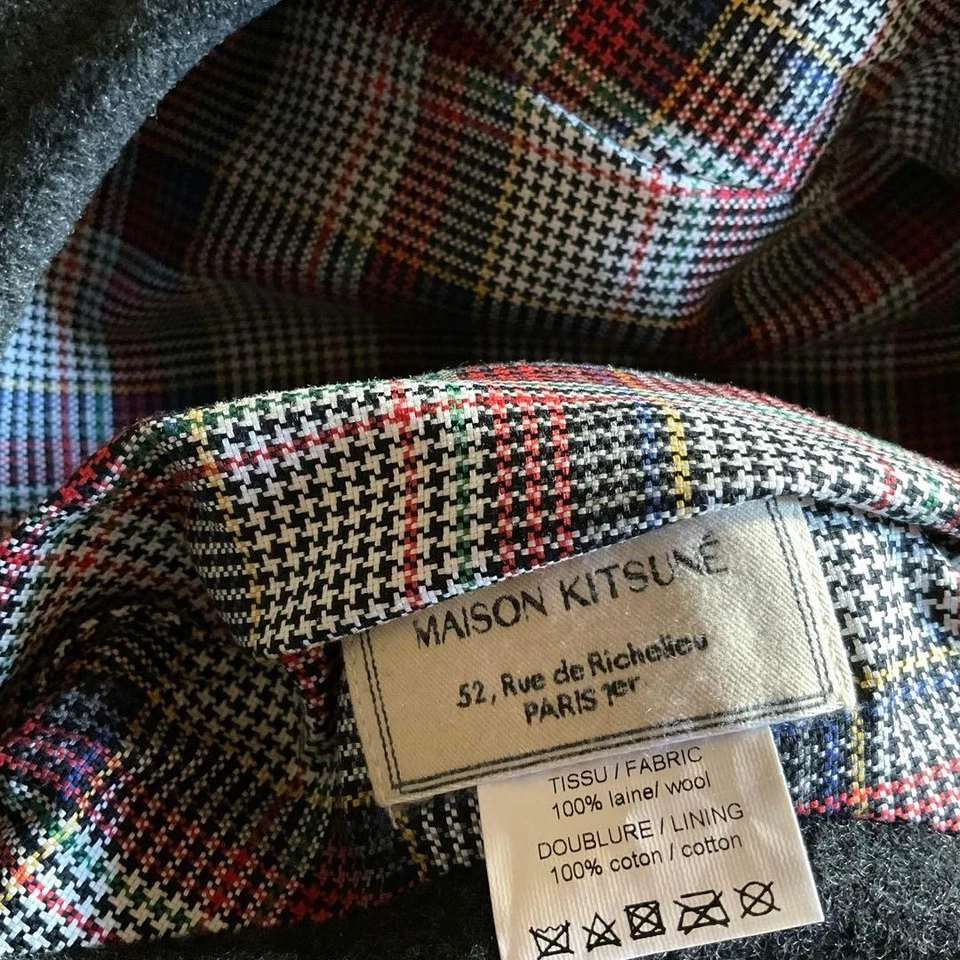 MAISON KITSUNÉ
52, Rue de Richelieu
PARIS 1er
TISSU / FABRIC
100% laine/ wool
DOUBLURE / LINING
100% coton / cotton